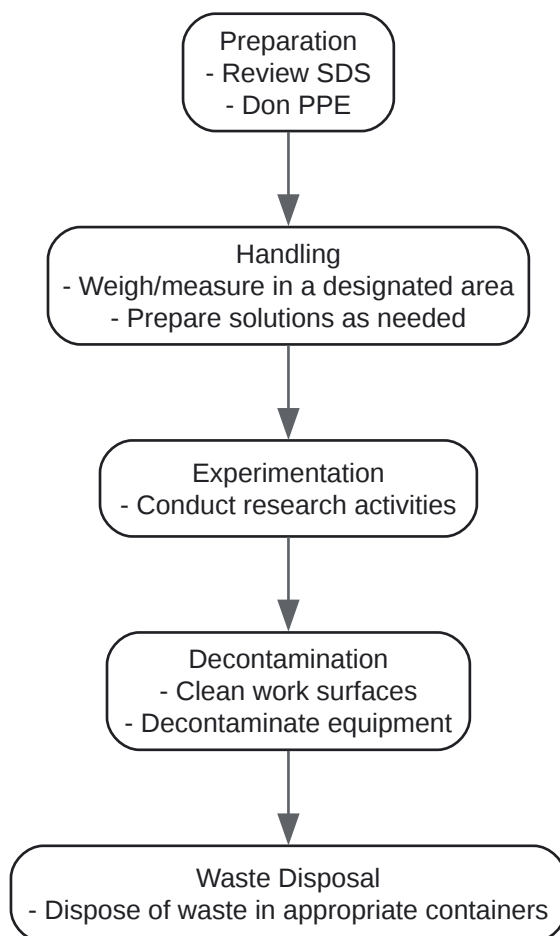 Preparation
- Review SDS
- Don PPE
Handling
- Weigh/measure in a designated area
- Prepare solutions as needed
Experimentation
- Conduct research activities
Decontamination
- Clean work surfaces
- Decontaminate equipment
Waste Disposal
- Dispose of waste in appropriate containers